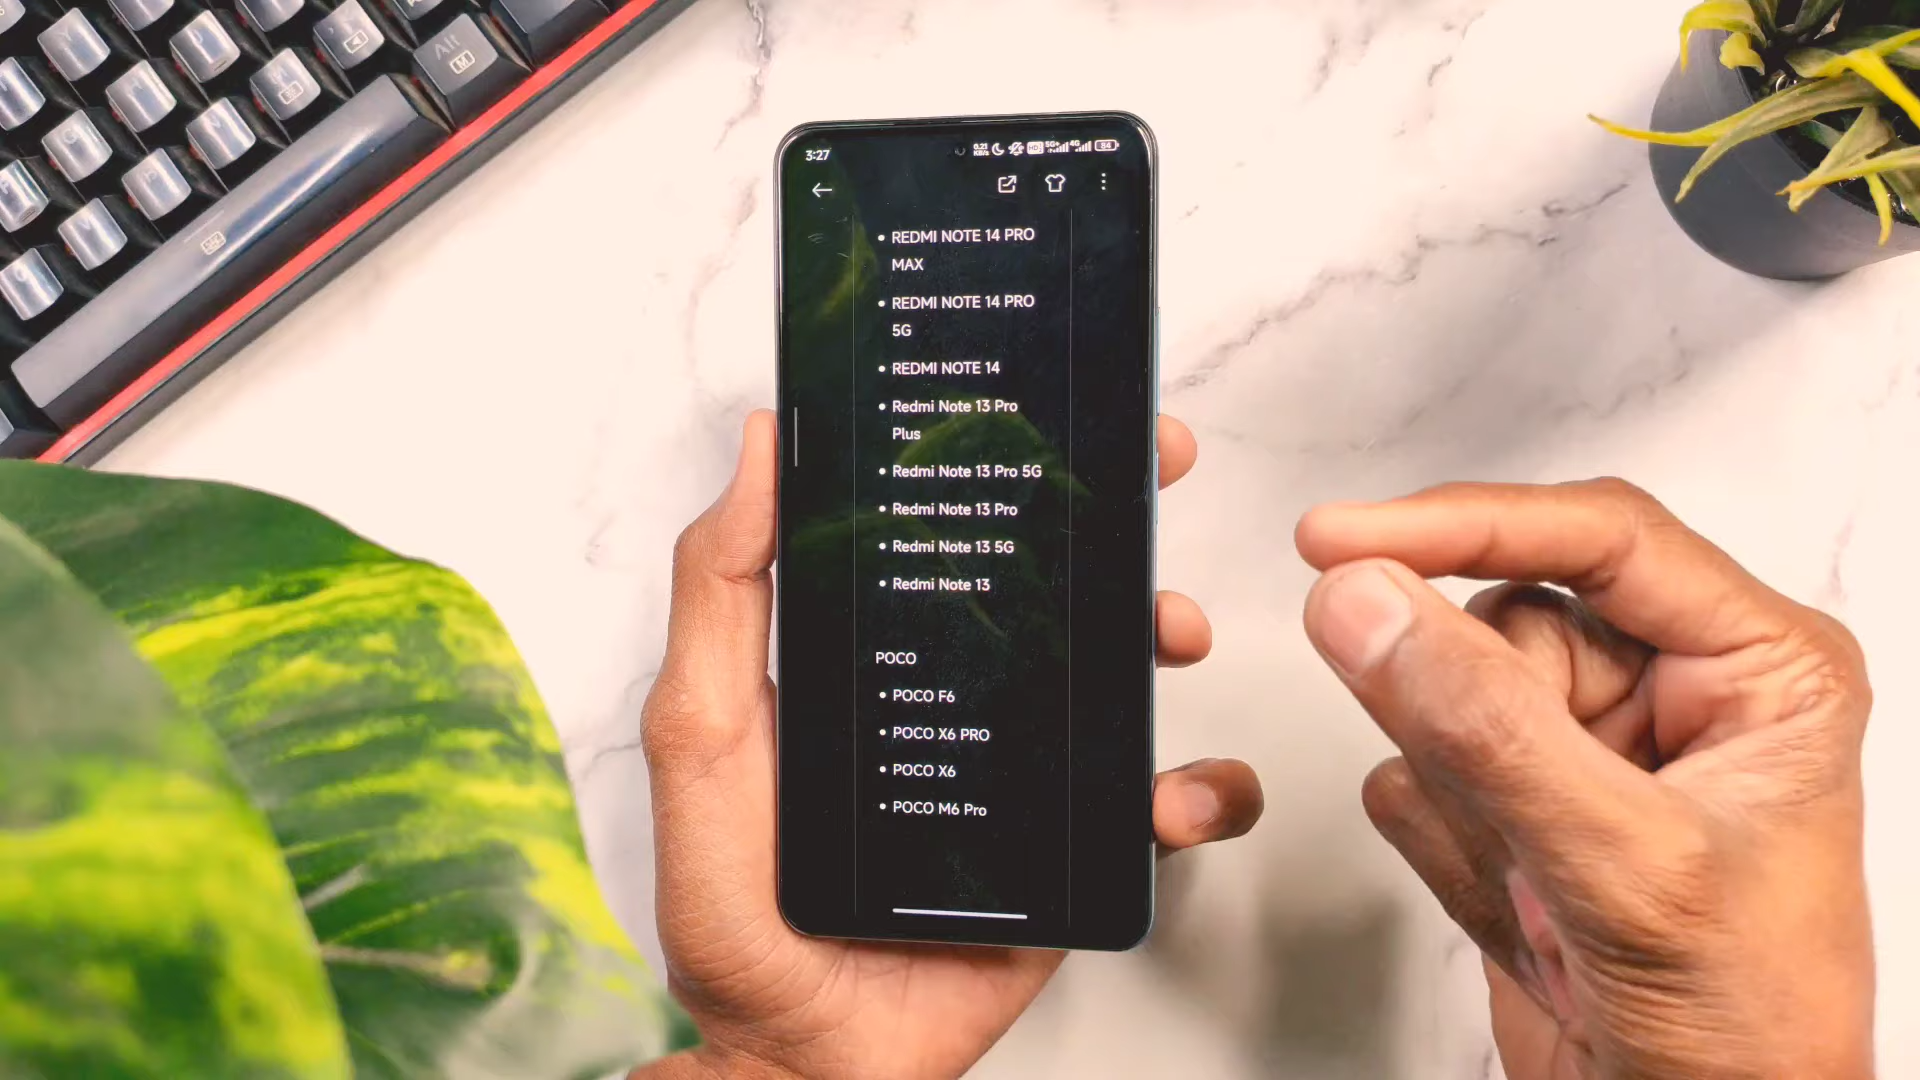 3:27
84
• REDMI NOTE 14 PRO
MAX
• REDMI NOTE 14 PRO
5G
• REDMI NOTE 14
• Redmi Note 13 Pro
Plus
• Redmi Note 13 Pro 5G
• Redmi Note 13 Pro
• Redmi Note 13 5G
• Redmi Note 13
POCO
• POCO F6
• POCO X6 PRO
• POCO X6
• POCO M6 Pro
Alt